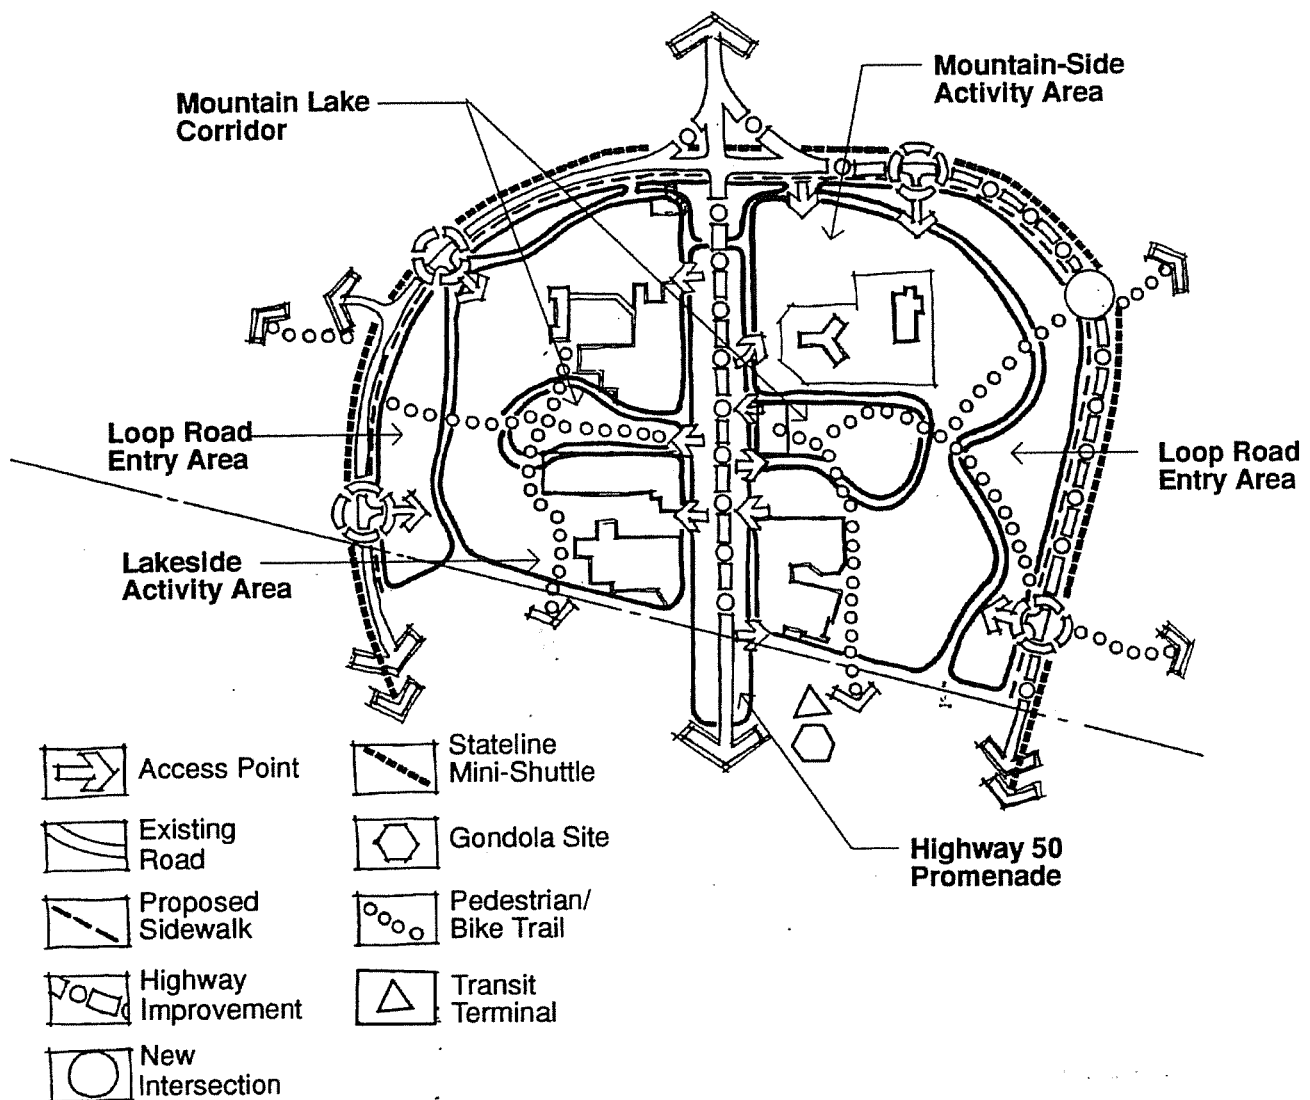 Mountain-Side
Activity Area
Mountain Lake
Corridor
Loop Road
Entry Area
Loop Road
Entry Area
Lakeside
Activity Area
Highway 50
Promenade
Access Point
Existing
Road
Proposed
Sidewalk
Highway
Improvement
New
Intersection
Stateline
Mini-Shuttle
Gondola Site
Pedestrian/
Bike Trail
Transit
Terminal